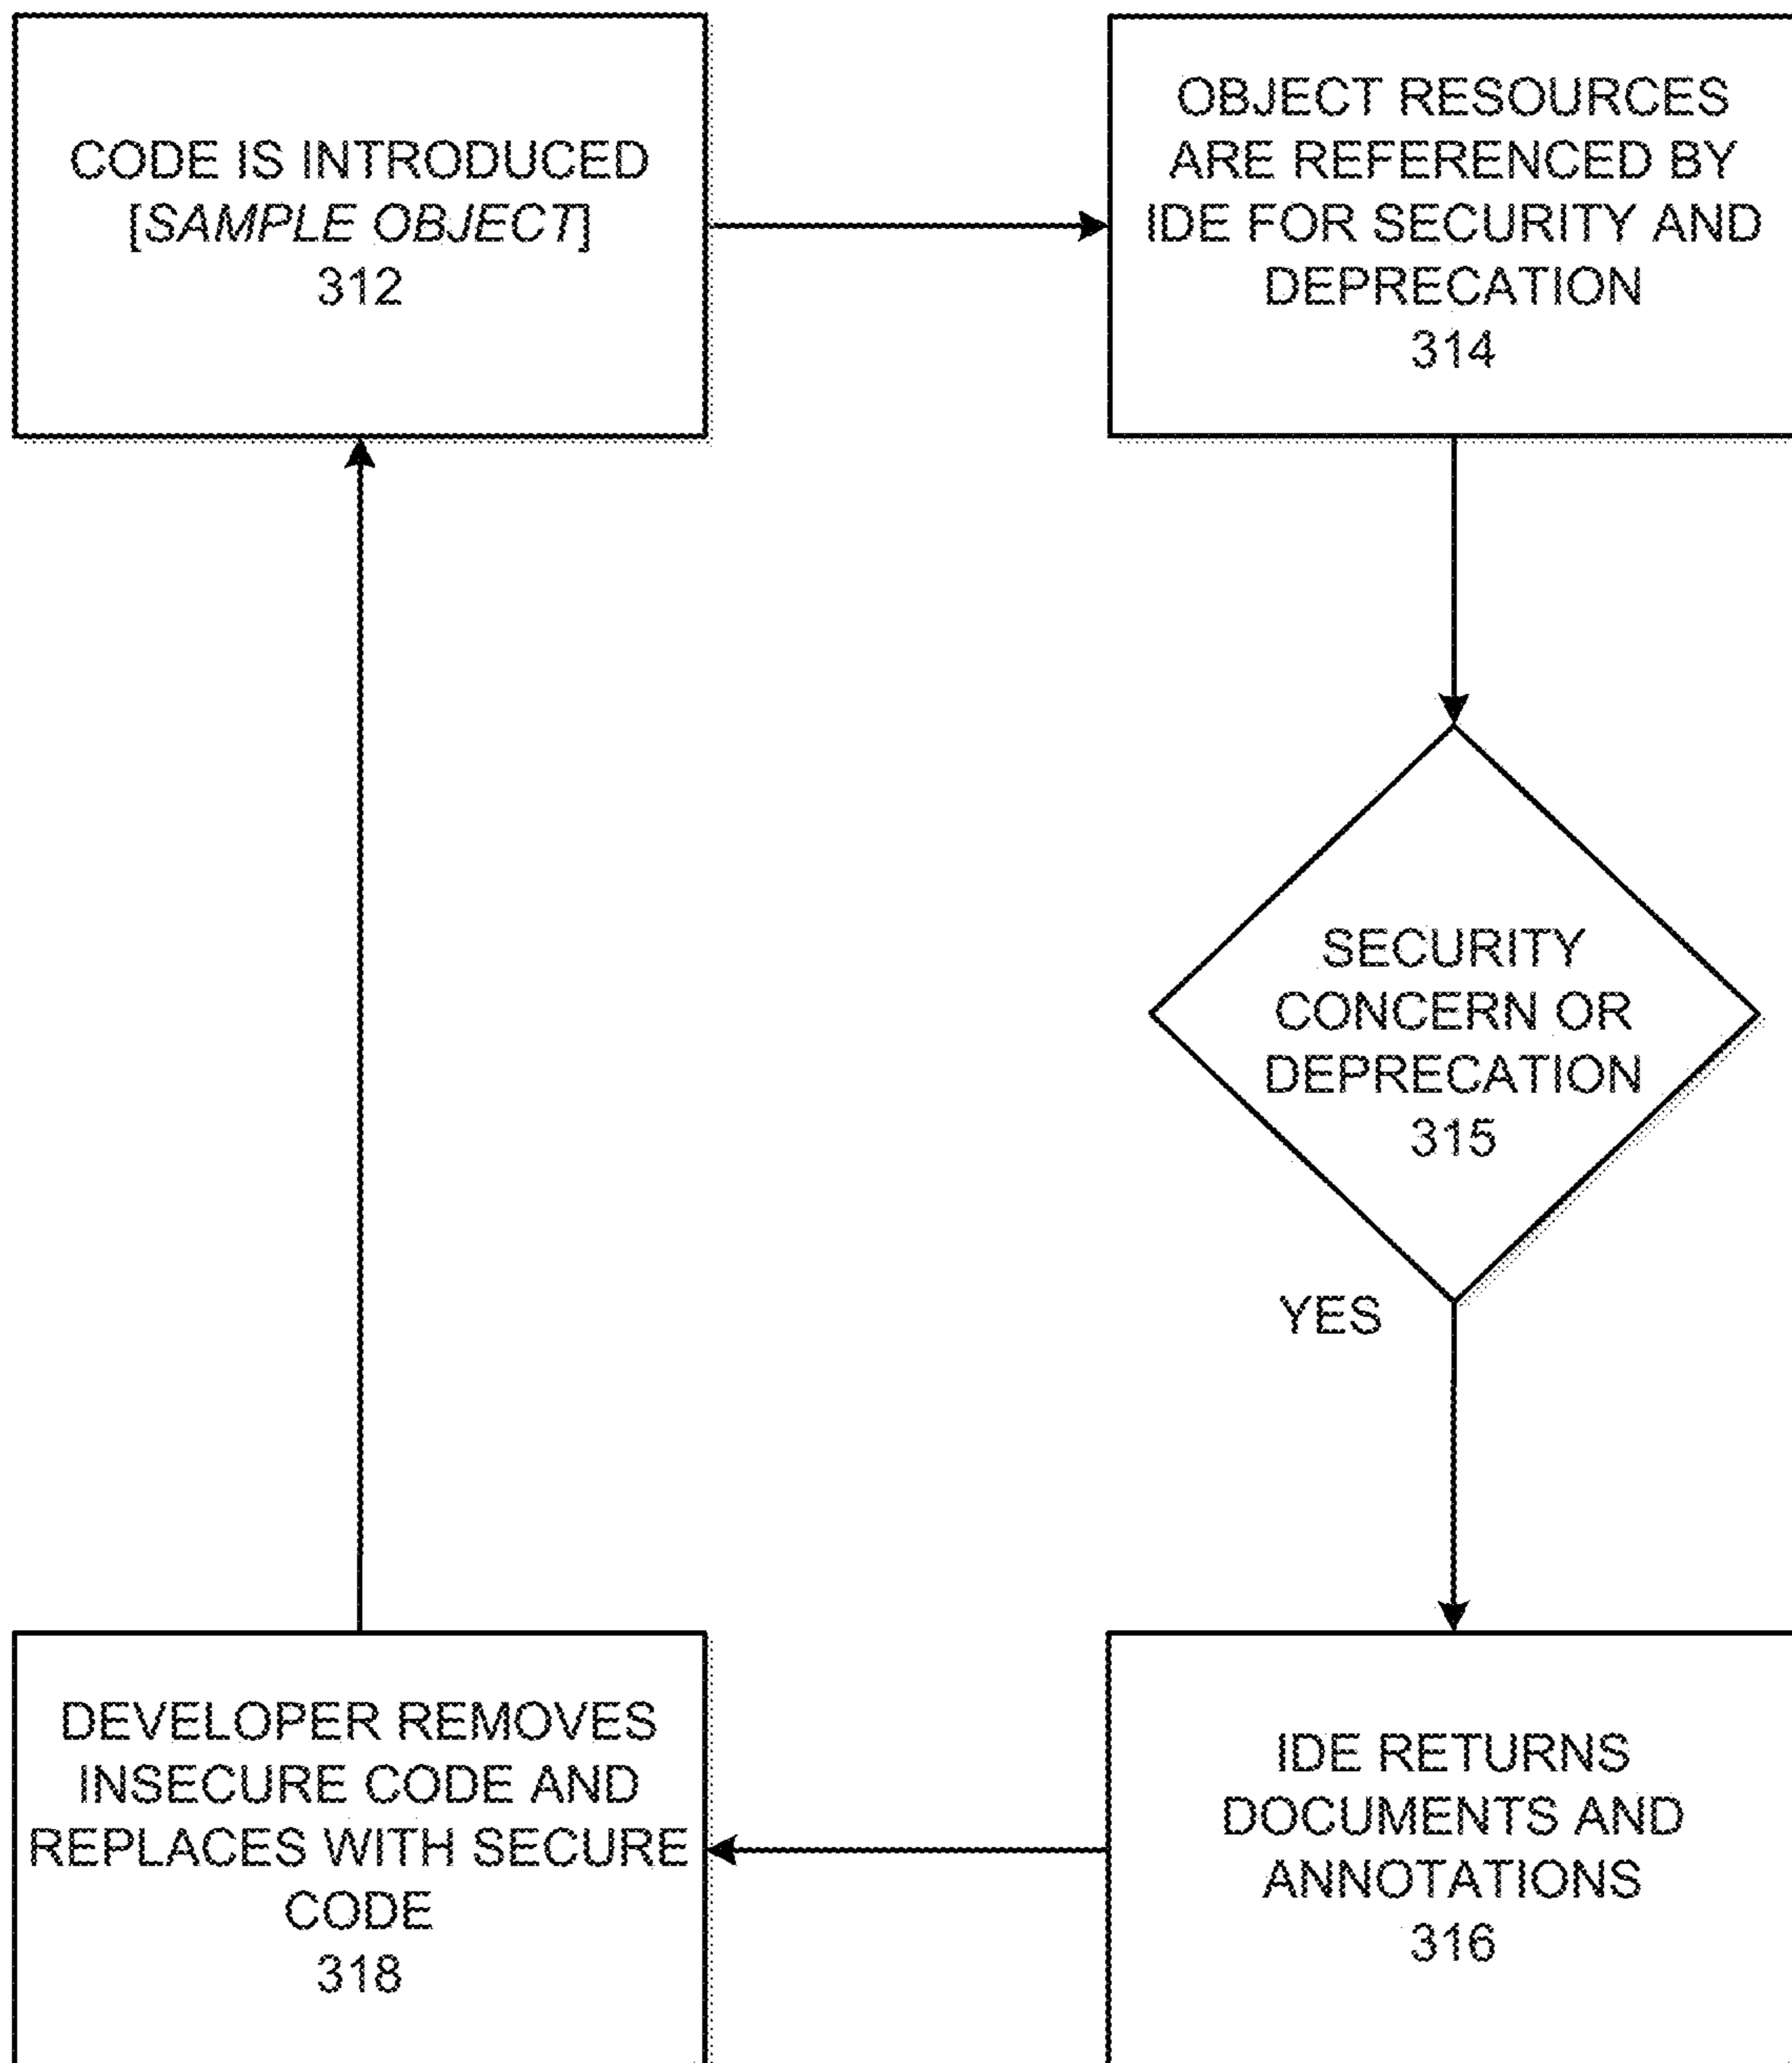 CODE IS INTRODUCED
[SAMPLE OBJECT]
312
OBJECT RESOURCES
ARE REFERENCED BY
IDE FOR SECURITY AND
DEPRECATION
314
SECURITY
CONCERN OR
DEPRECATION
315
YES
IDE RETURNS
DOCUMENTS AND
ANNOTATIONS
316
DEVELOPER REMOVES
INSECURE CODE AND
REPLACES WITH SECURE
CODE
318